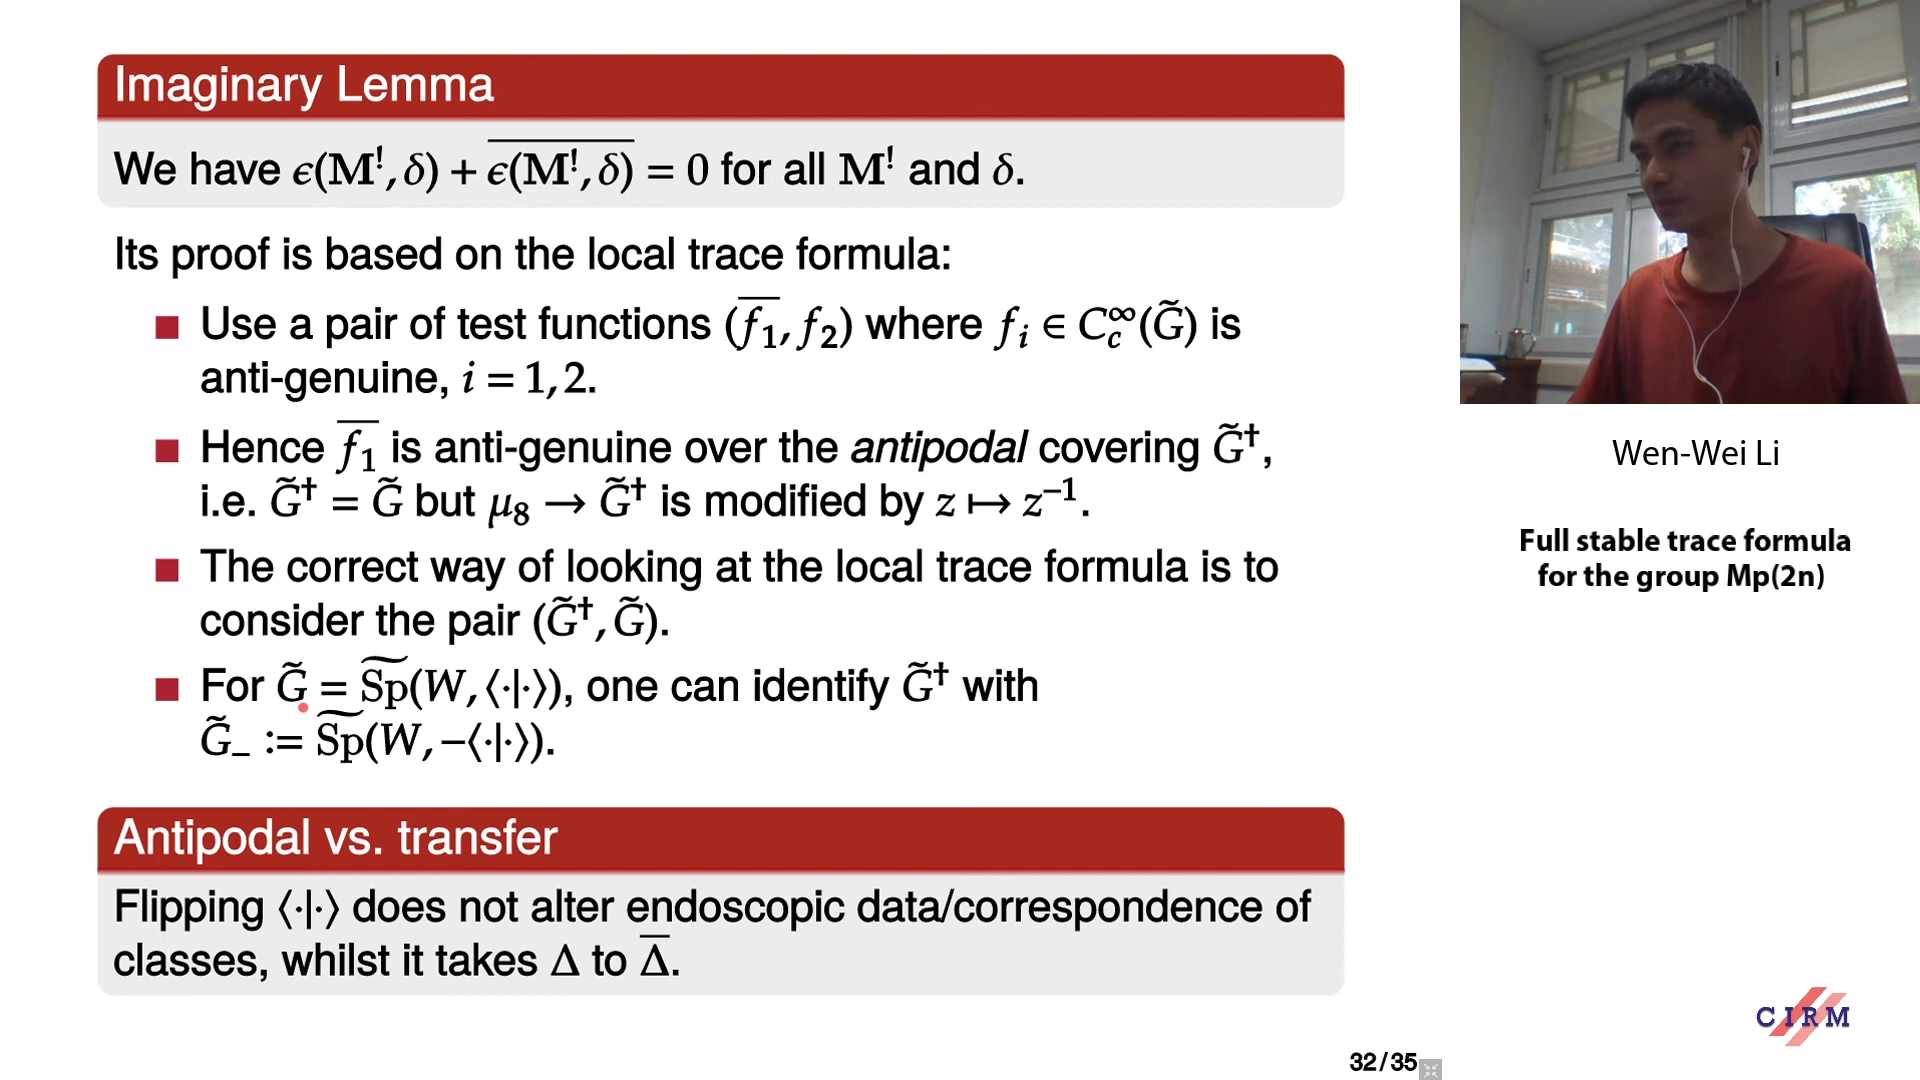 Imaginary Lemma
We have ϵ(M^!, δ) + \overline{ϵ(M^!, δ)} = 0 for all M^! and δ.
Its proof is based on the local trace formula:
■ Use a pair of test functions (\overline{f_1}, f_2) where f_i ∈ C_c^∞(G̃) is
anti-genuine, i = 1, 2.
■ Hence \overline{f_1} is anti-genuine over the antipodal covering G̃^†,
i.e. G̃^† = G̃ but μ_8 → G̃^† is modified by z ↦ z^{−1}.
■ The correct way of looking at the local trace formula is to
consider the pair (G̃^†, G̃).
■ For G̃ = \widetilde{Sp}(W, ⟨·|·⟩), one can identify G̃^† with
G̃_− := \widetilde{Sp}(W, −⟨·|·⟩).
Antipodal vs. transfer
Flipping ⟨·|·⟩ does not alter endoscopic data/correspondence of
classes, whilst it takes Δ to \overline{Δ}.
32/35
Wen-Wei Li
Full stable trace formula
for the group Mp(2n)
CIRM